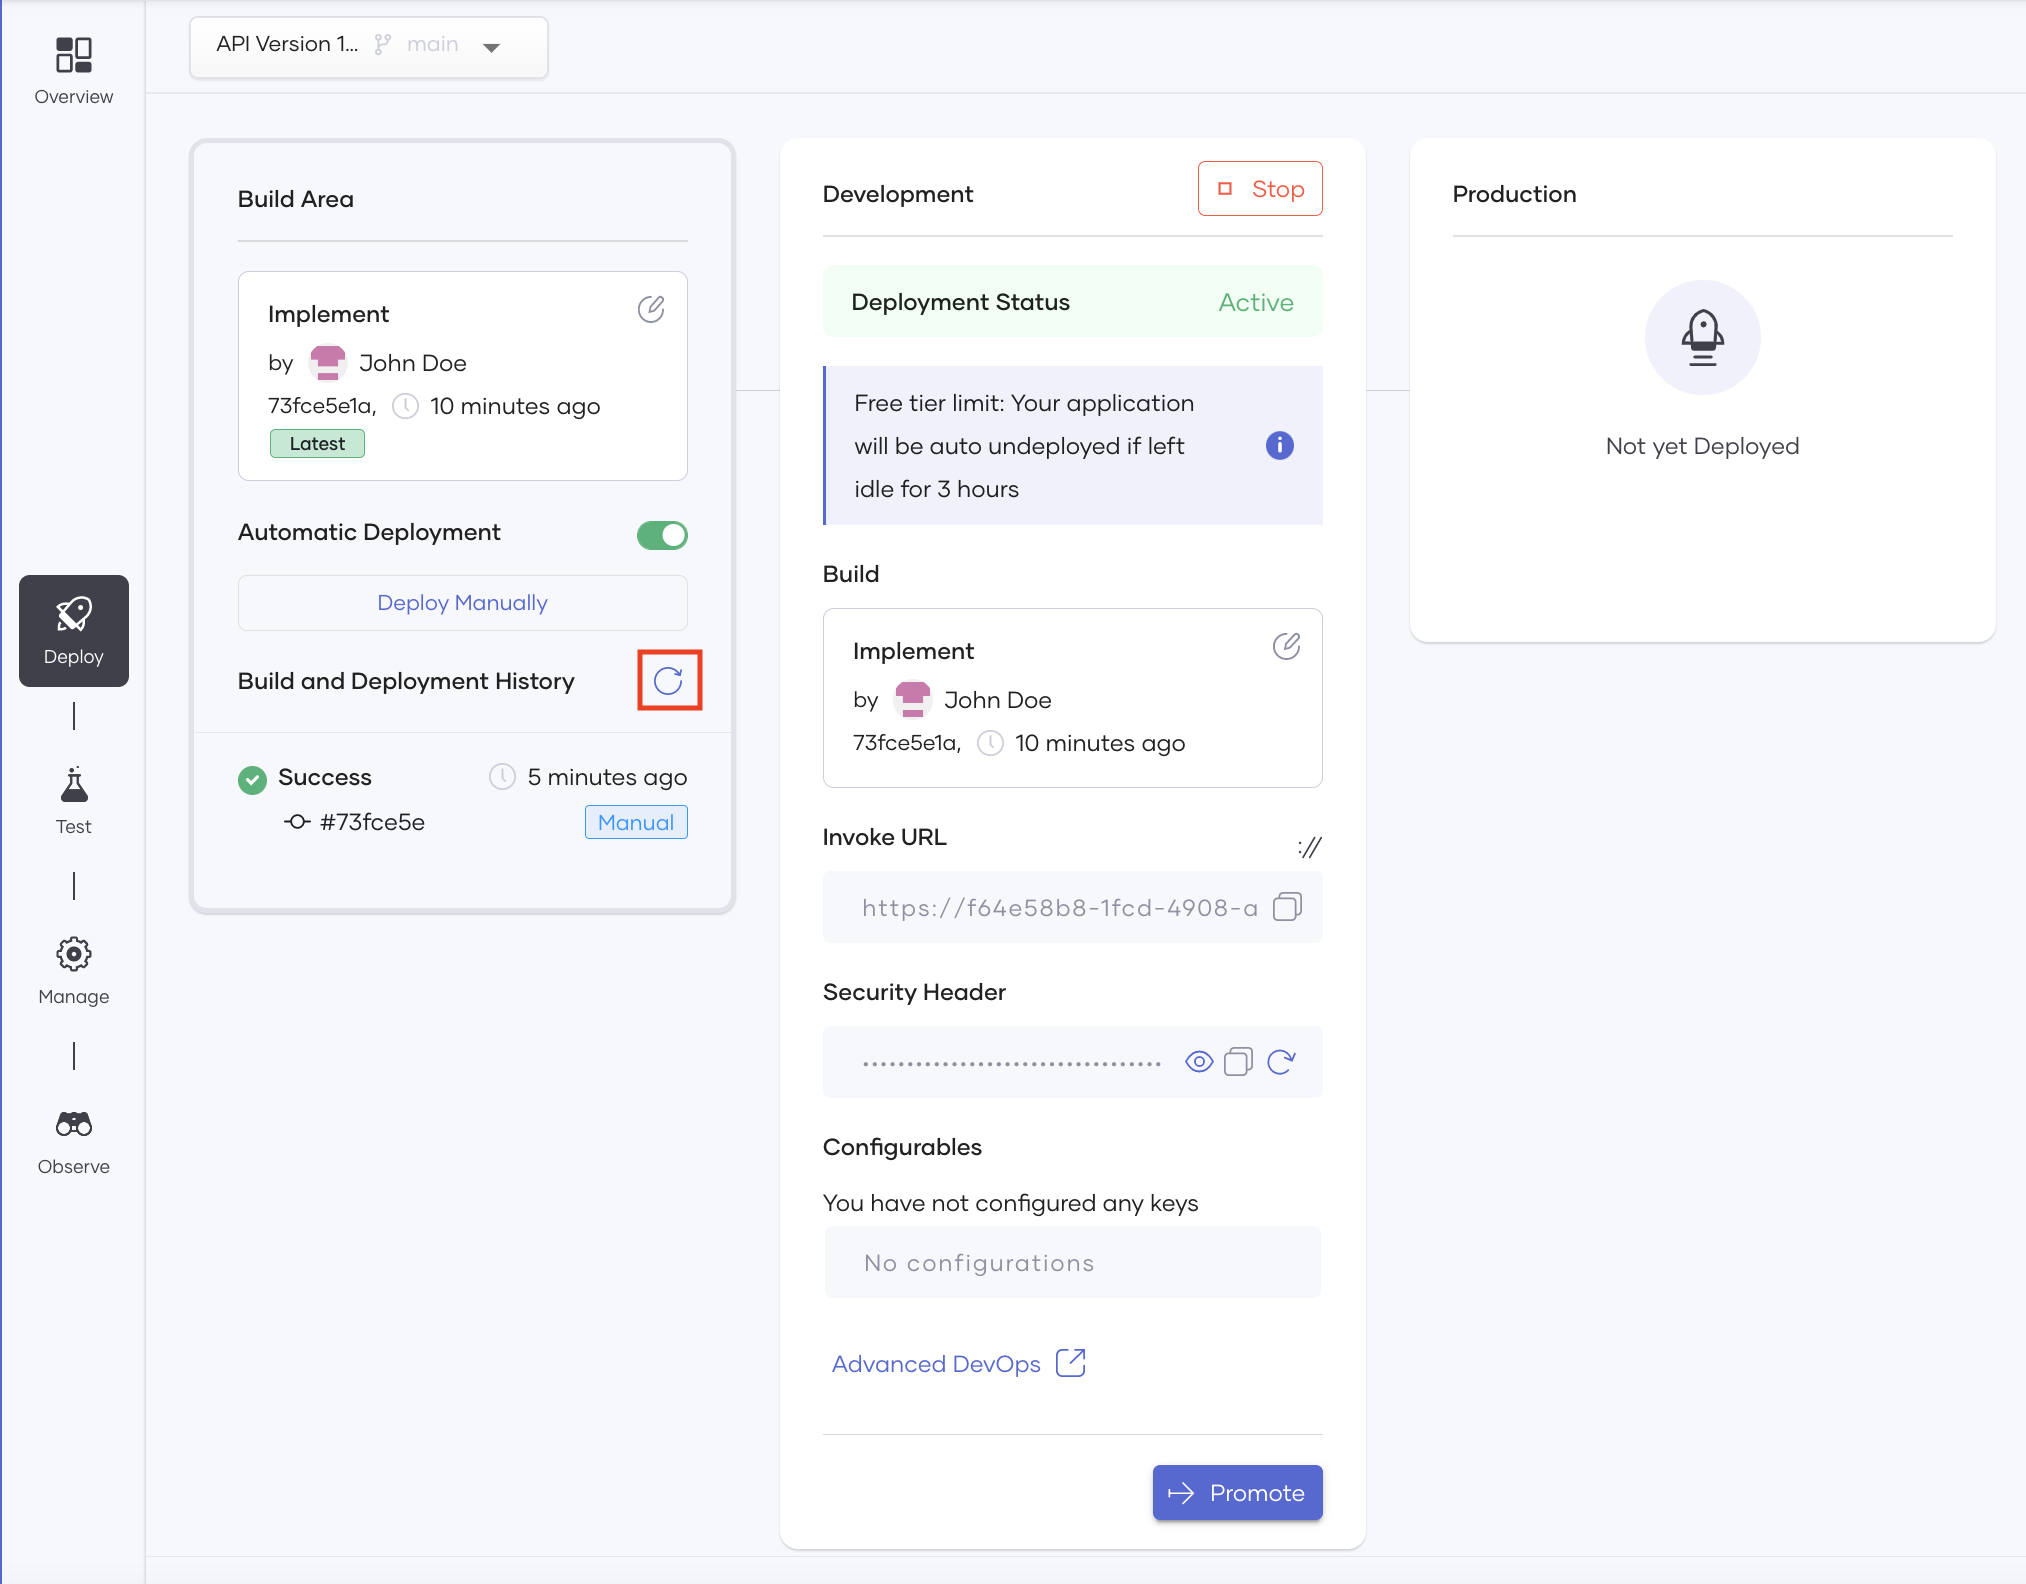 Overview
API Version 1... main
Build Area
Implement
by John Doe
73fce5e1a, 10 minutes ago
Latest
Automatic Deployment
Deploy Manually
Build and Deployment History
Success 5 minutes ago
#73fce5e
Manual
Deploy
Test
Manage
Observe
Development
Stop
Deployment Status Active
Free tier limit: Your application
will be auto undeployed if left
idle for 3 hours
Build
Implement
by John Doe
73fce5e1a, 10 minutes ago
Invoke URL
://
https://f64e58b8-1fcd-4908-a
Security Header
Configurables
You have not configured any keys
No configurations
Advanced DevOps
Promote
Production
Not yet Deployed